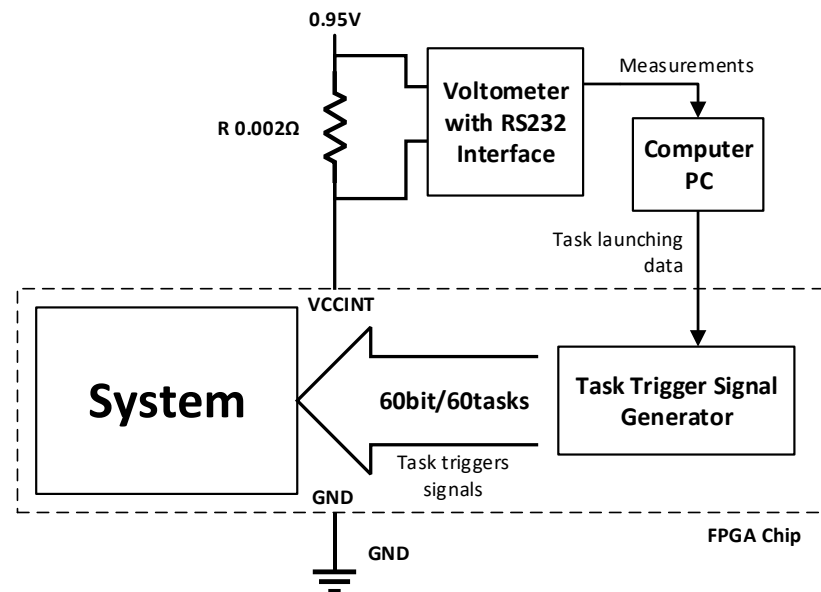 0.95V
R 0.002Ω
Voltometer
with RS232
Interface
Measurements
Computer
PC
Task launching
data
VCCINT
System
60bit/60tasks
Task triggers
signals
Task Trigger Signal
Generator
GND
GND
FPGA Chip